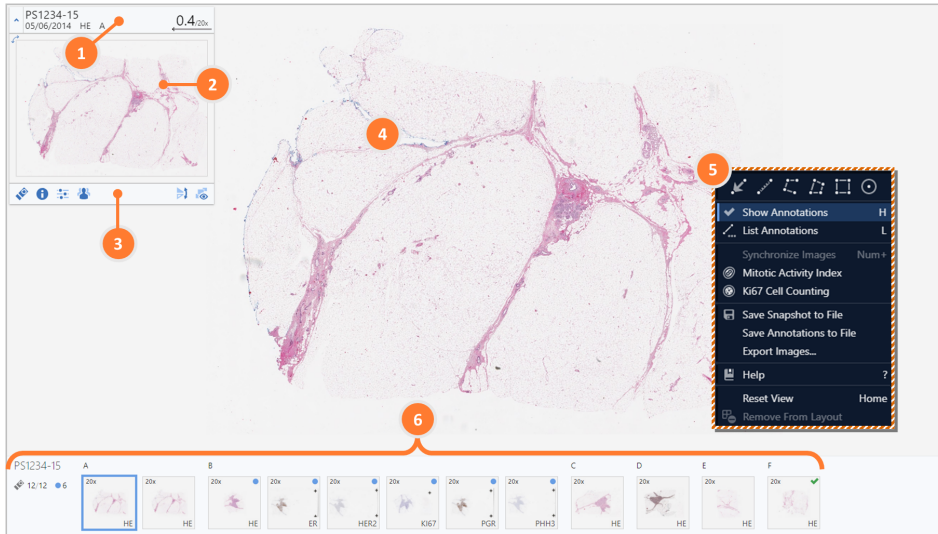 PS1234-15
05/06/2014 HE A
0.4/20x
1
2
3
4
5
Show Annotations H
List Annotations L
Synchronize Images Num+
Mitotic Activity Index
Ki67 Cell Counting
Save Snapshot to File
Save Annotations to File
Export Images...
Help ?
Reset View Home
Remove From Layout
6
PS1234-15
A B C D E F
12/12 6
20x 20x 20x 20x 20x 20x 20x 20x 20x 20x 20x 20x
HE HE HE ER HER2 KI67 PGR PHH3 HE HE HE HE